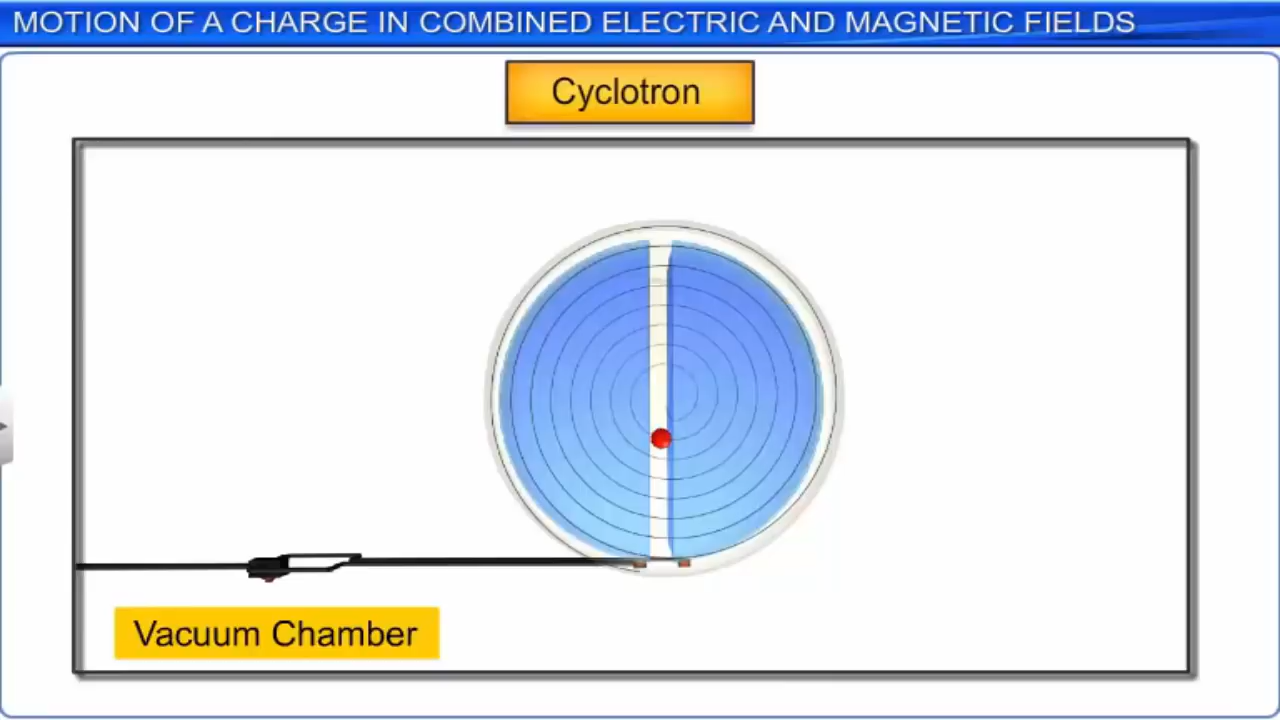 MOTION OF A CHARGE IN COMBINED ELECTRIC AND MAGNETIC FIELDS
Cyclotron
Vacuum Chamber